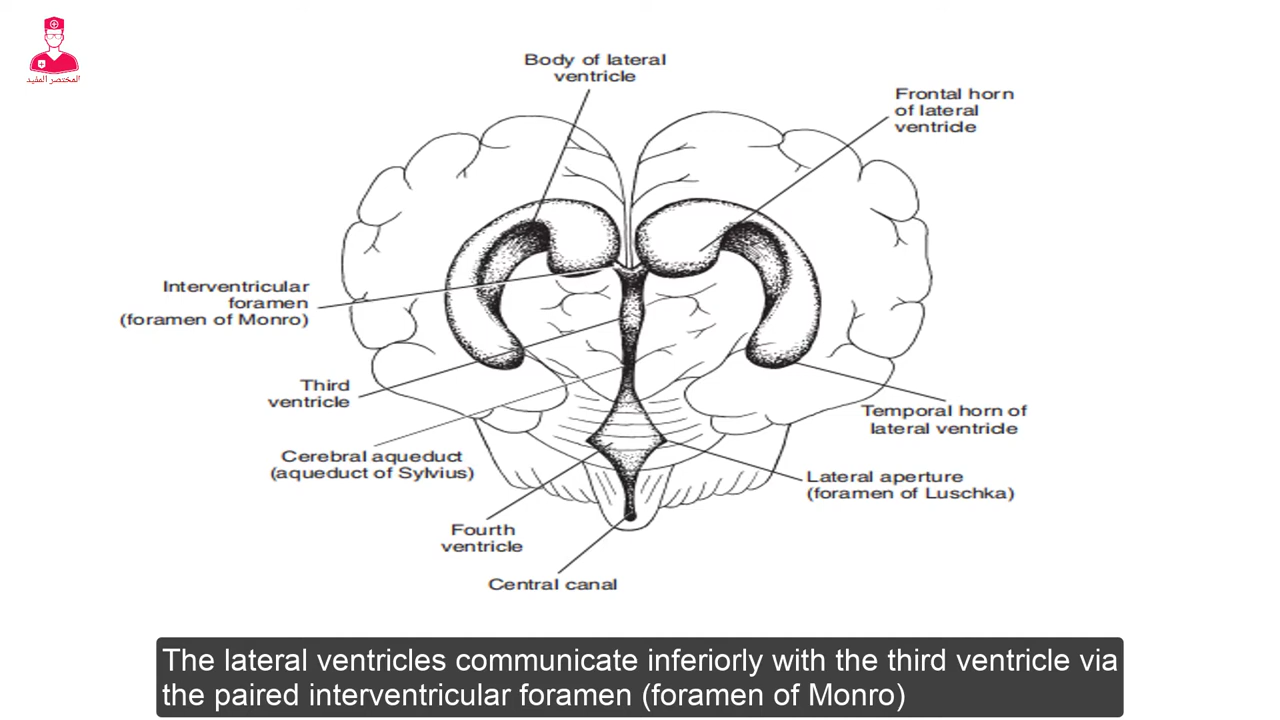 المختصر المفيد
Body of lateral
ventricle
Frontal horn
of lateral
ventricle
Interventricular
foramen
(foramen of Monro)
Third
ventricle
Temporal horn of
lateral ventricle
Cerebral aqueduct
(aqueduct of Sylvius)
Lateral aperture
(foramen of Luschka)
Fourth
ventricle
Central canal
The lateral ventricles communicate inferiorly with the third ventricle via
the paired interventricular foramen (foramen of Monro)